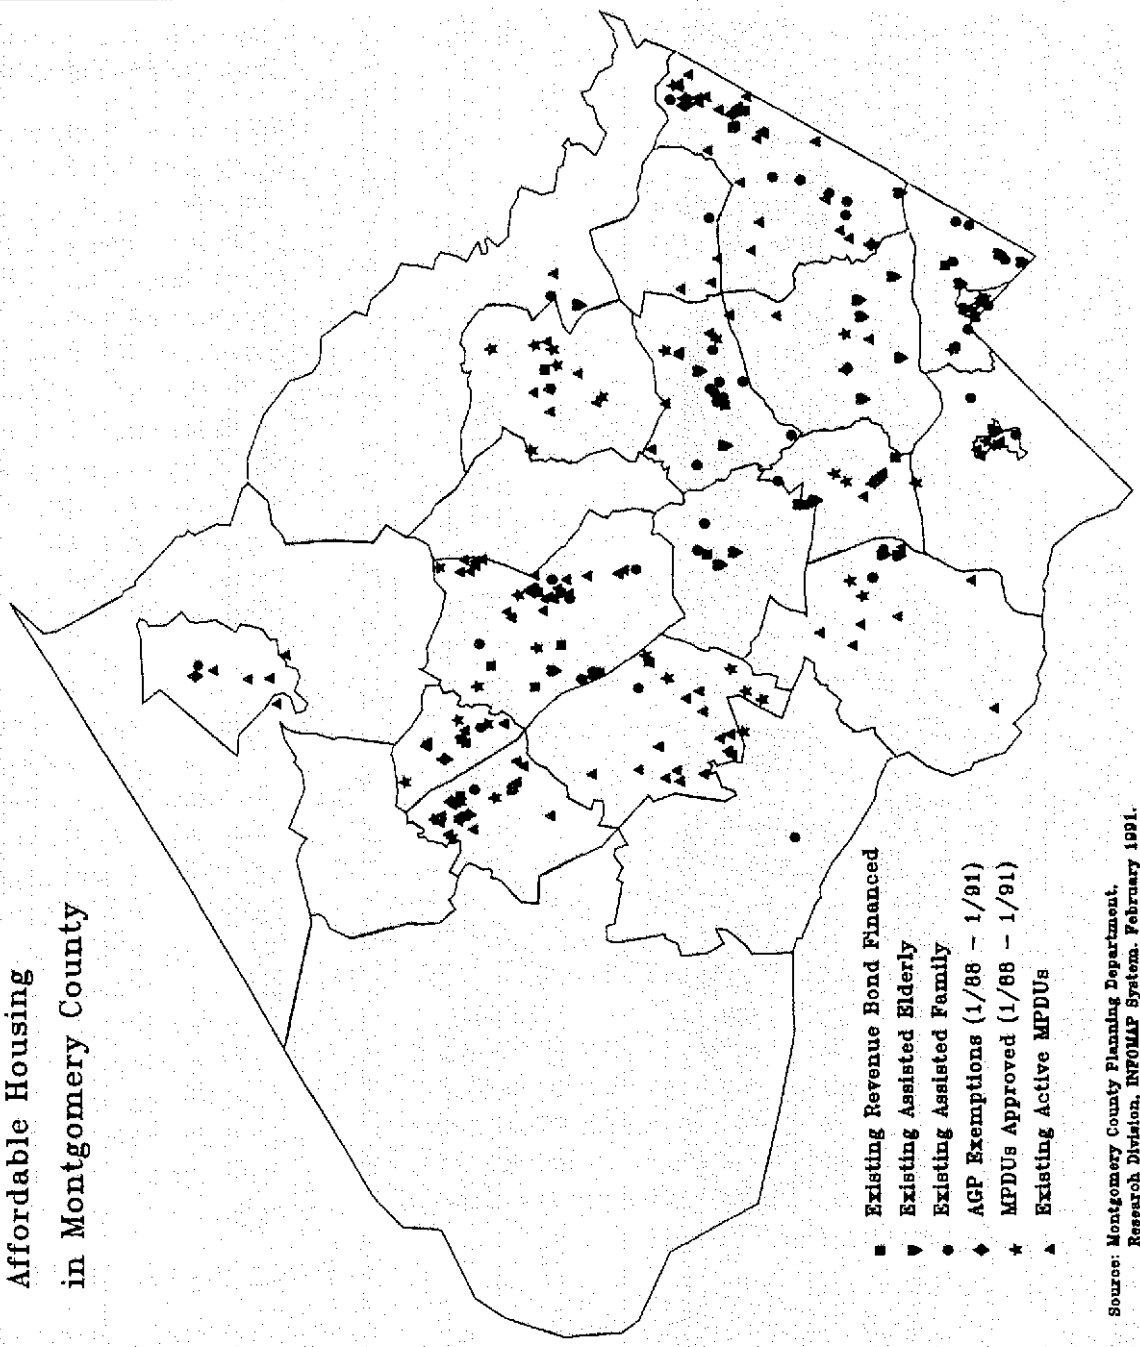 Affordable Housing
in Montgomery County
Existing Revenue Bond Financed
Existing Assisted Elderly
Existing Assisted Family
AGP Exemptions (1/88 - 1/91)
MPDUs Approved (1/88 - 1/91)
Existing Active MPDUs
Source: Montgomery County Planning Department,
Research Division, INFOMAP System. February 1991.